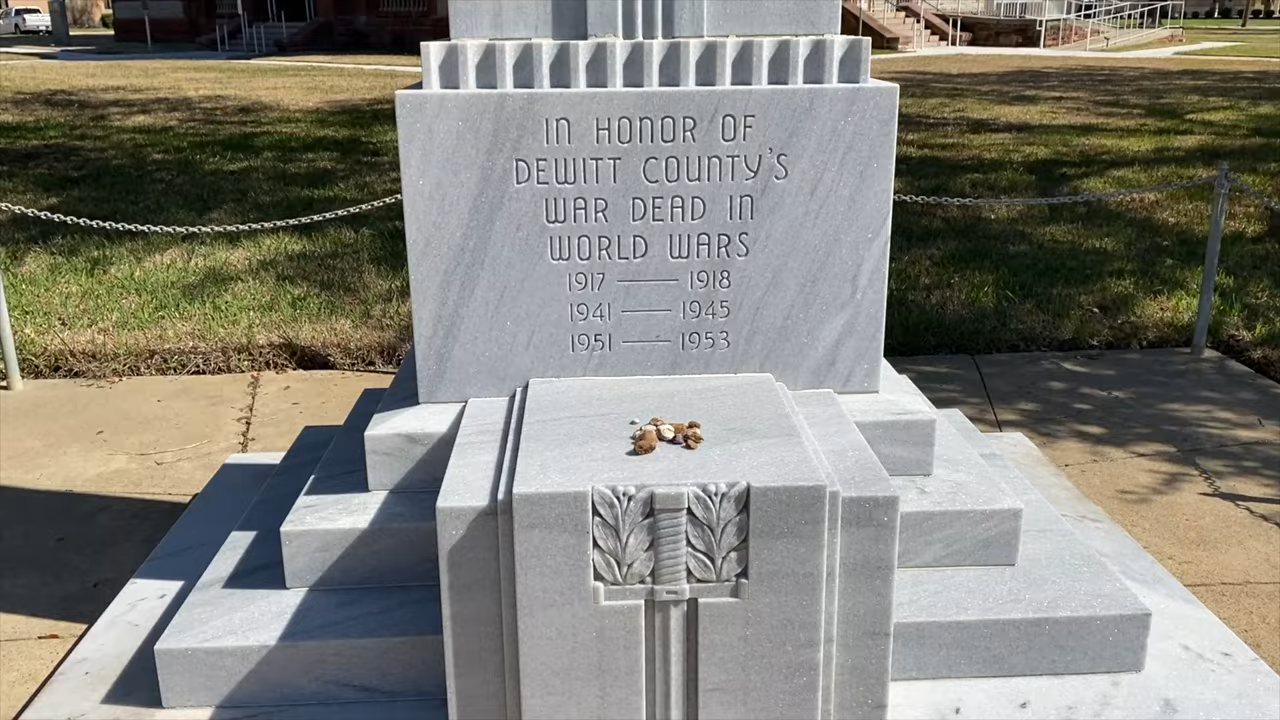 IN HONOR OF
DEWITT COUNTY'S
WAR DEAD IN
WORLD WARS
1917 — 1918
1941 — 1945
1951 — 1953